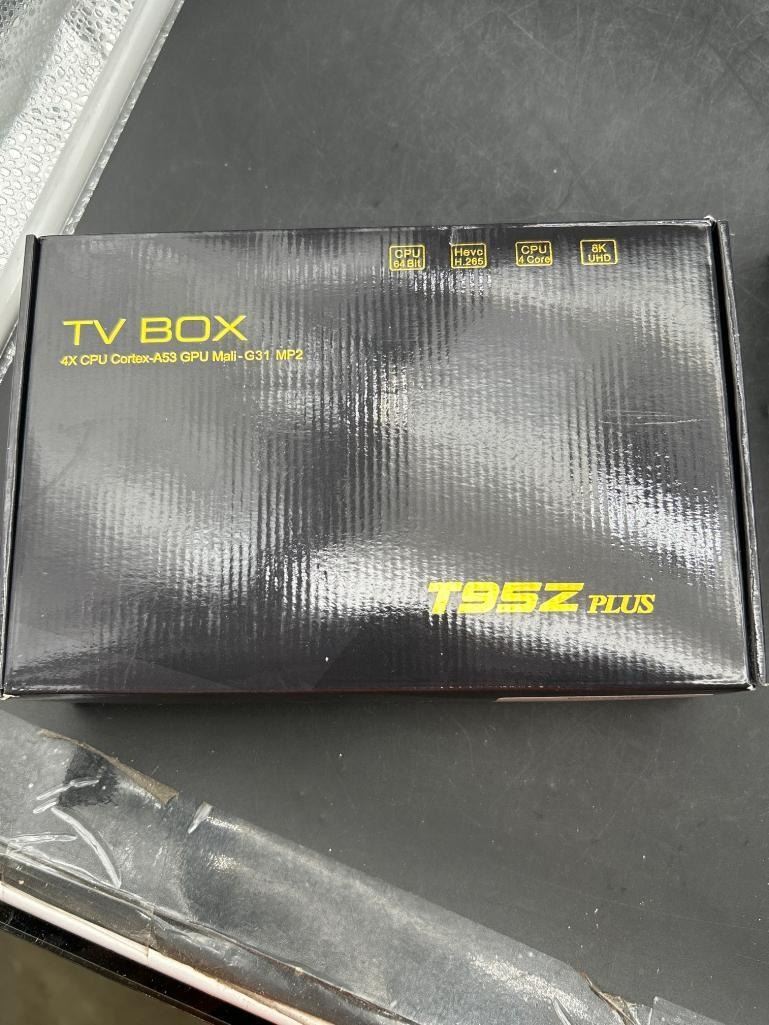 CPU
64 Bit
Hevc
H.265
CPU
4 Core
8K
UHD
TV BOX
4X CPU Cortex-A53 GPU Mali-G31 MP2
T95Z PLUS